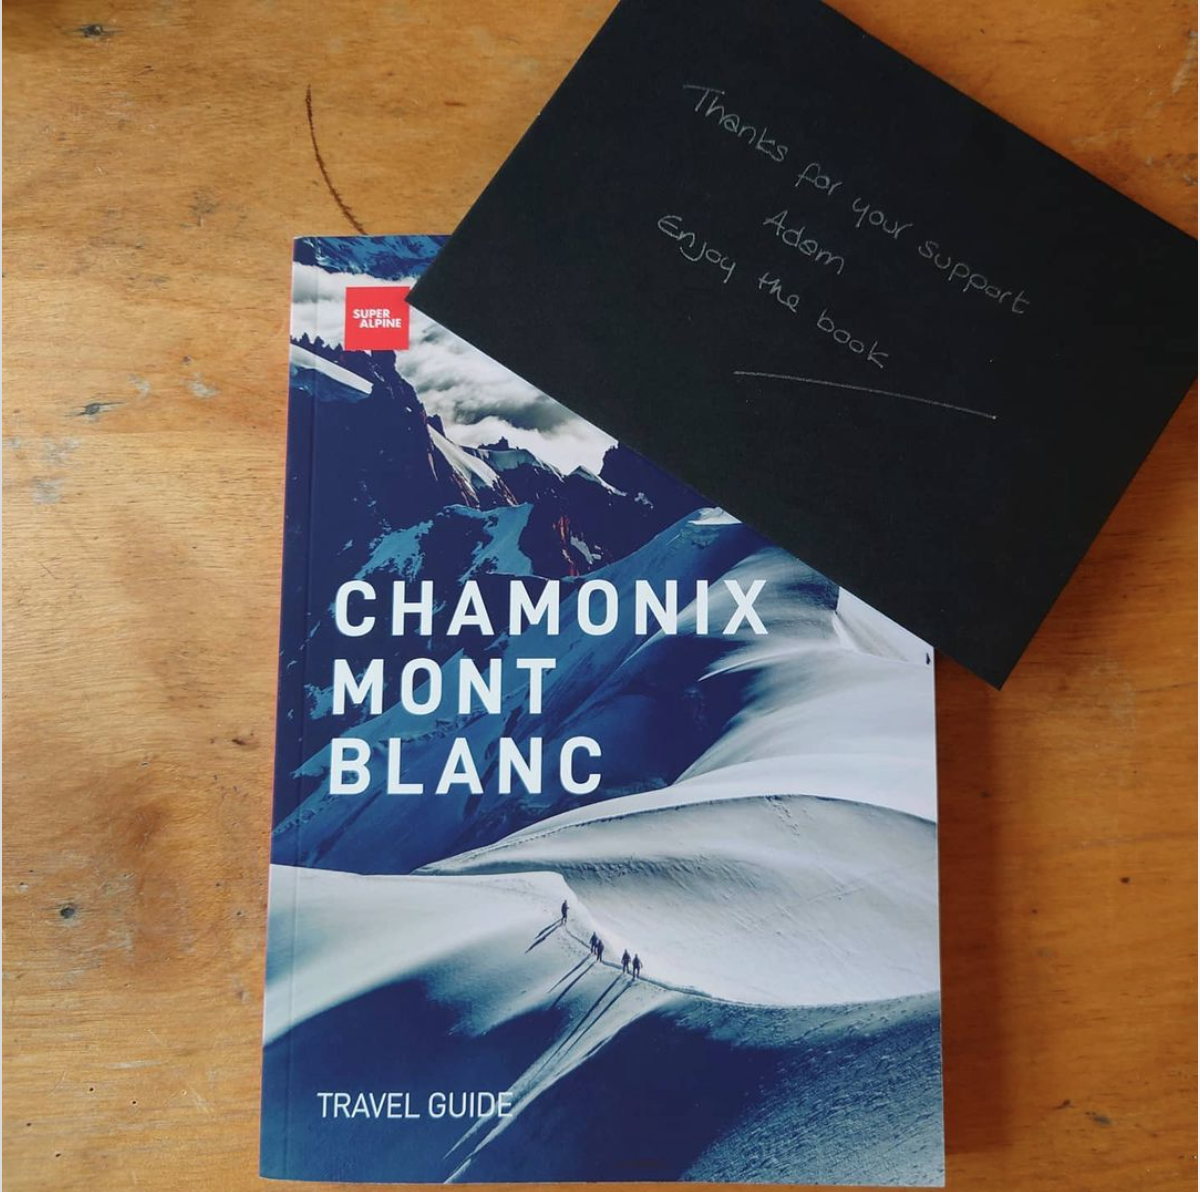 Thanks for your support
Adam
Enjoy the book
SUPER
ALPINE
CHAMONIX
MONT
BLANC
TRAVEL GUIDE